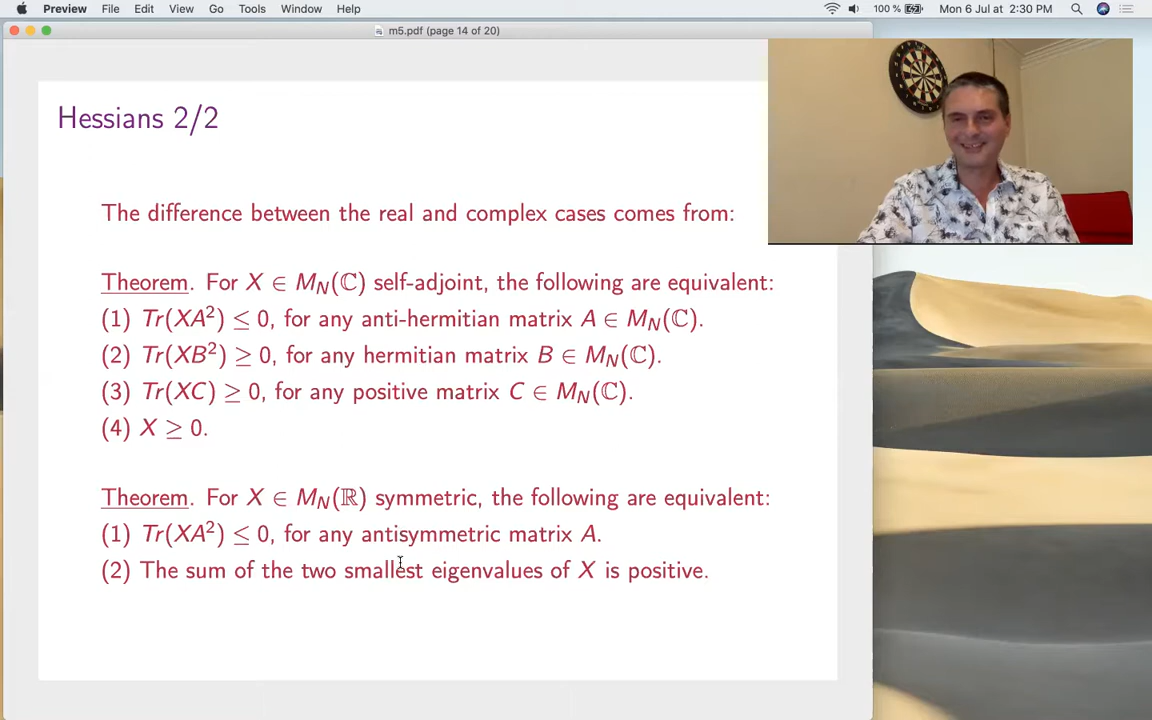 Preview File Edit View Go Tools Window Help 100 % Mon 6 Jul at 2:30 PM
m5.pdf (page 14 of 20)
Hessians 2/2
The difference between the real and complex cases comes from:
Theorem. For X ∈ M_N(ℂ) self-adjoint, the following are equivalent:
(1) Tr(XA²) ≤ 0, for any anti-hermitian matrix A ∈ M_N(ℂ).
(2) Tr(XB²) ≥ 0, for any hermitian matrix B ∈ M_N(ℂ).
(3) Tr(XC) ≥ 0, for any positive matrix C ∈ M_N(ℂ).
(4) X ≥ 0.
Theorem. For X ∈ M_N(ℝ) symmetric, the following are equivalent:
(1) Tr(XA²) ≤ 0, for any antisymmetric matrix A.
(2) The sum of the two smallest eigenvalues of X is positive.